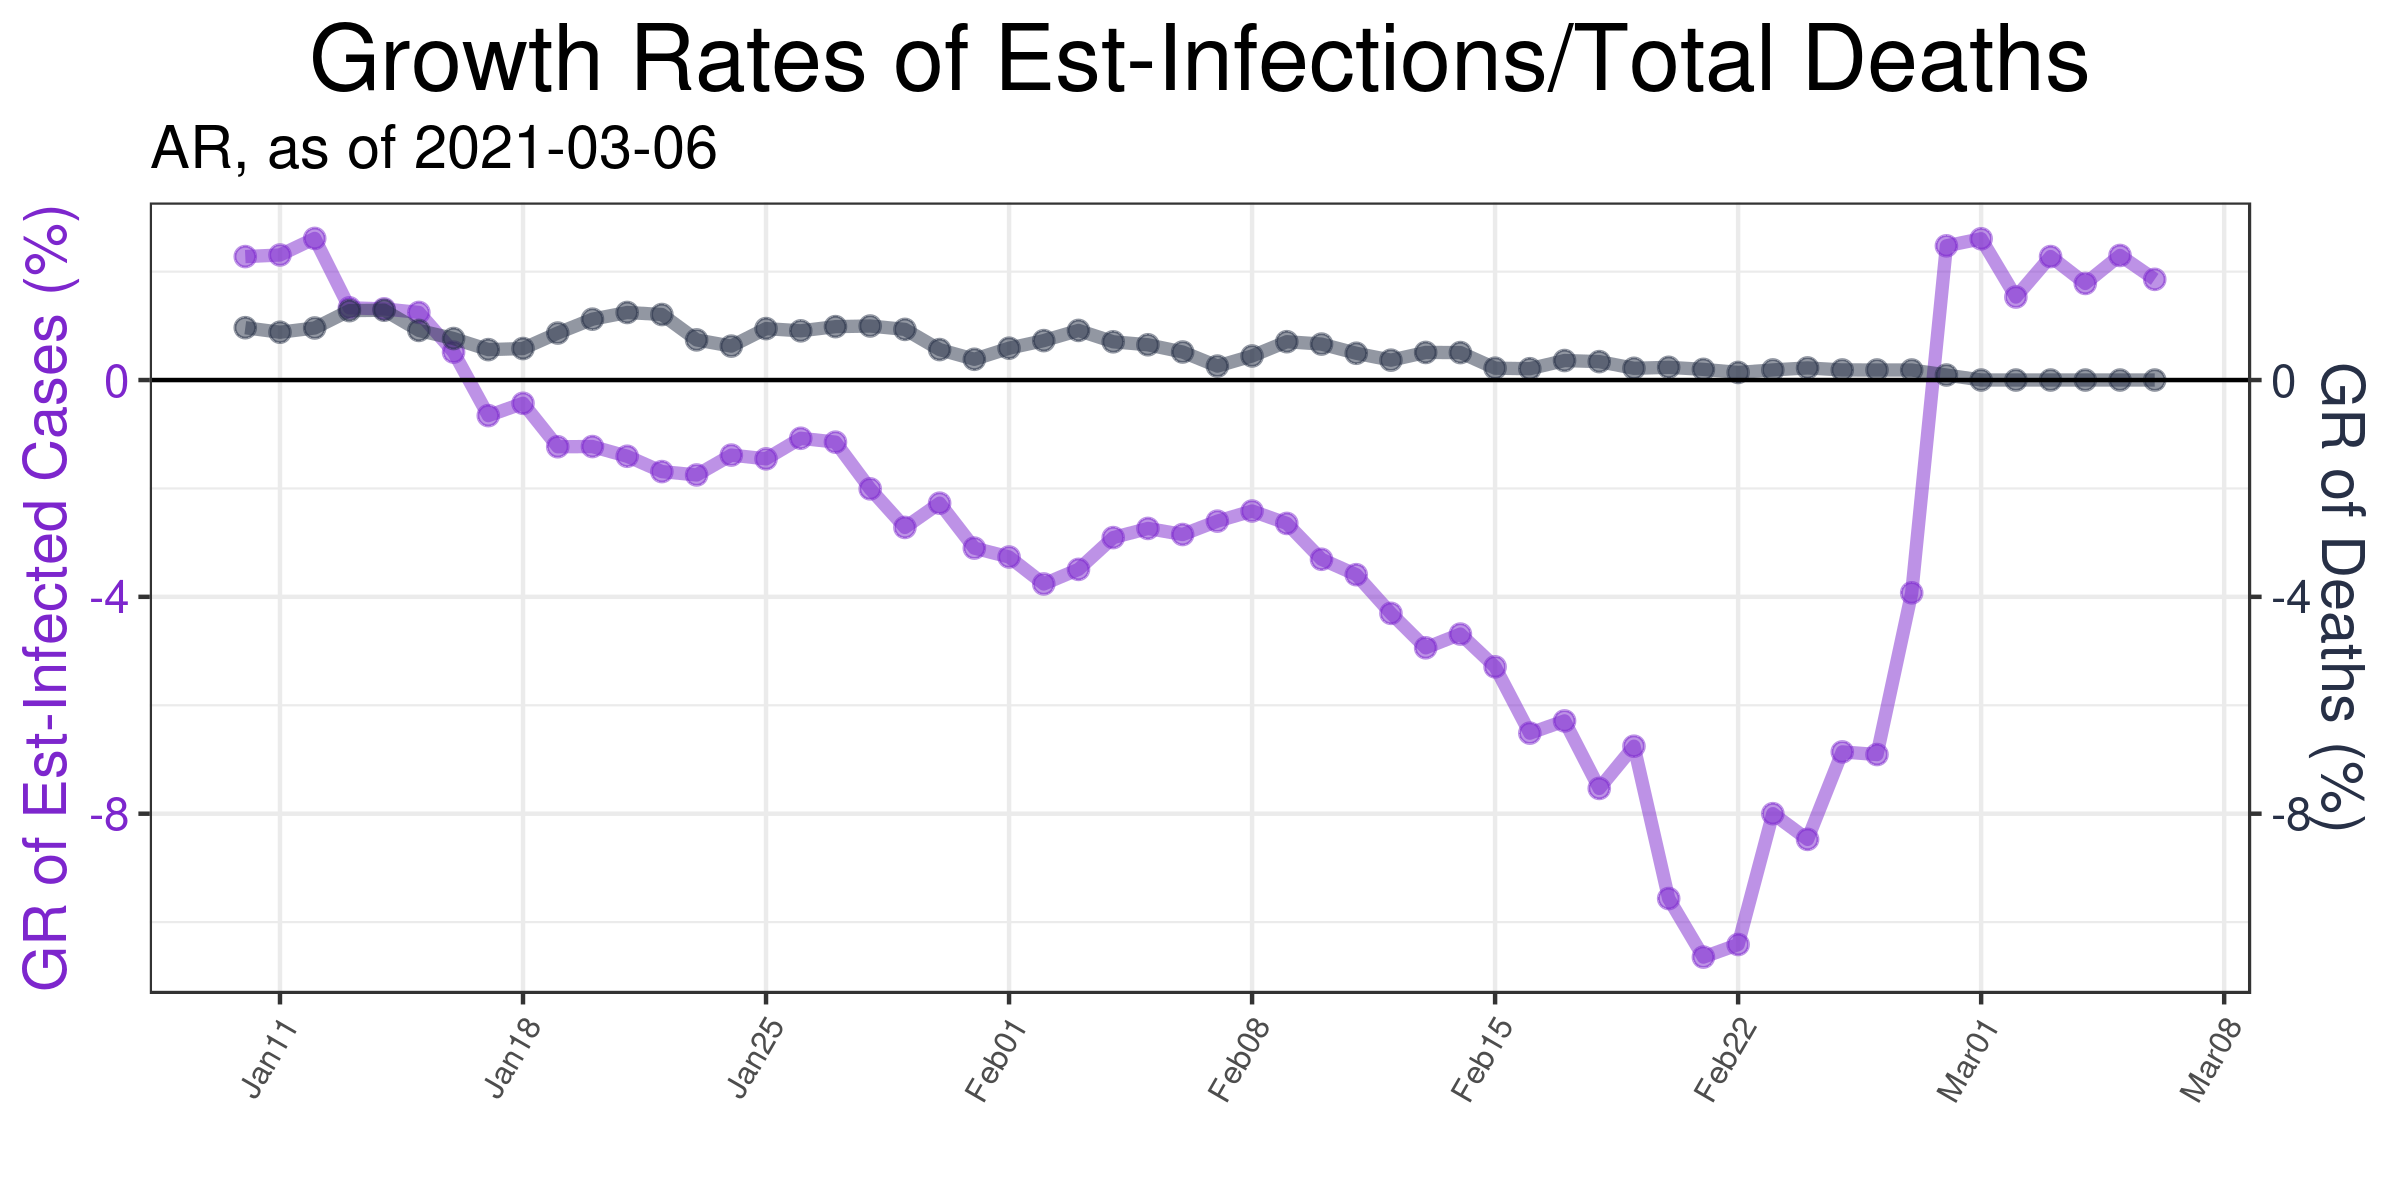 Growth Rates of Est-Infections/Total Deaths
AR, as of 2021-03-06
GR of Est-Infected Cases (%)
0
-4
-8
0
-4
-8
GR of Deaths (%)
Jan11
Jan18
Jan25
Feb01
Feb08
Feb15
Feb22
Mar01
Mar08